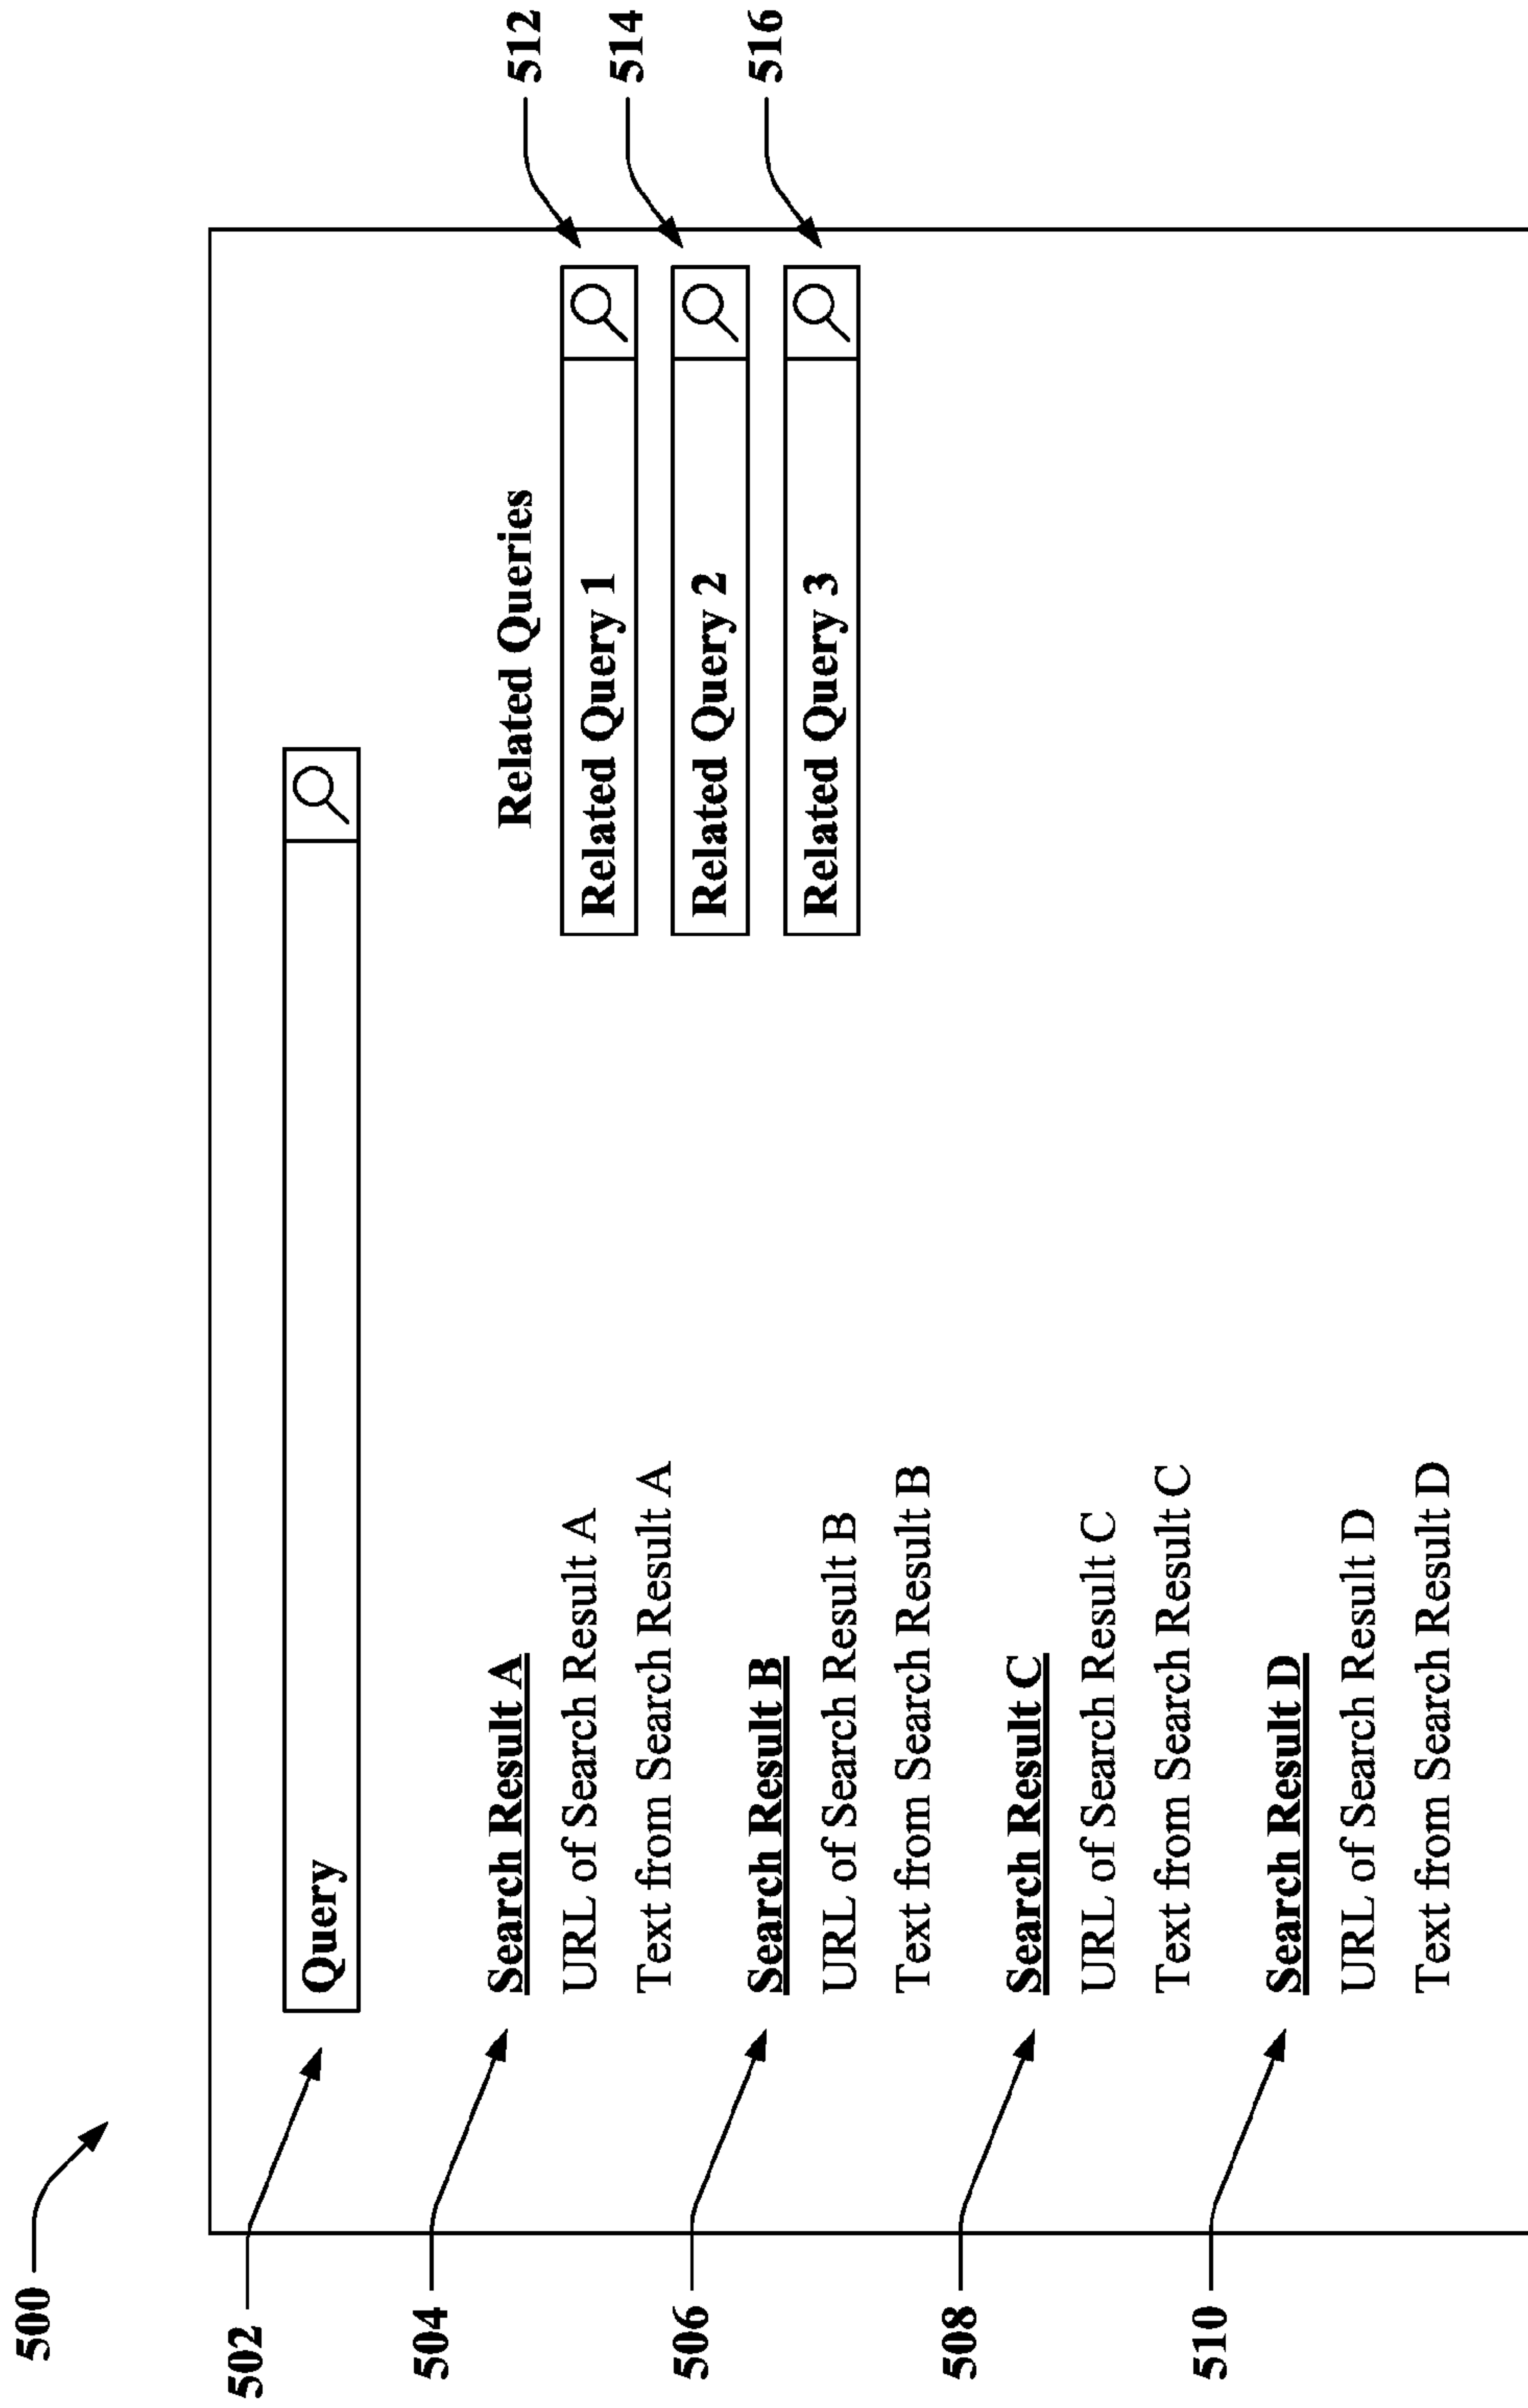 500
502
Query
504
Search Result A
URL of Search Result A
Text from Search Result A
506
Search Result B
URL of Search Result B
Text from Search Result B
508
Search Result C
URL of Search Result C
Text from Search Result C
510
Search Result D
URL of Search Result D
Text from Search Result D
Related Queries
Related Query 1
512
Related Query 2
514
Related Query 3
516